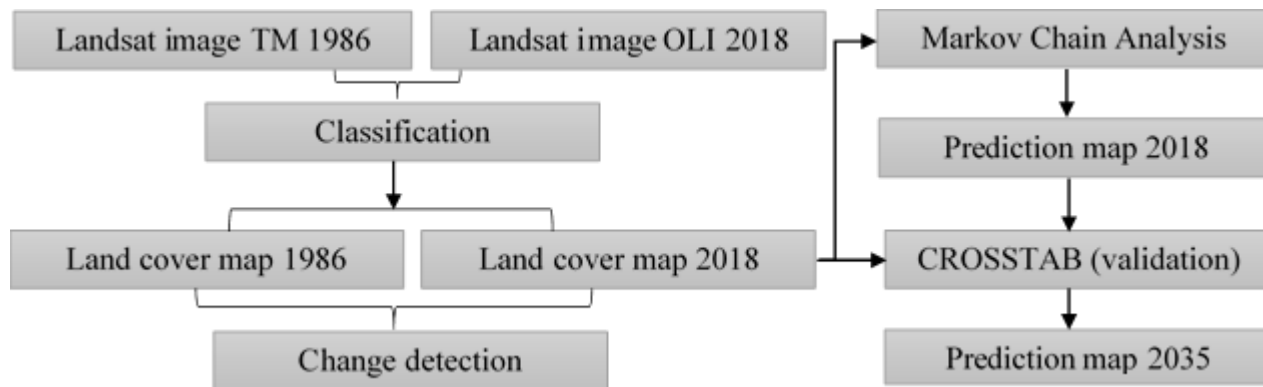 Landsat image TM 1986
Landsat image OLI 2018
Classification
Land cover map 1986
Land cover map 2018
Change detection
Markov Chain Analysis
Prediction map 2018
CROSSTAB (validation)
Prediction map 2035